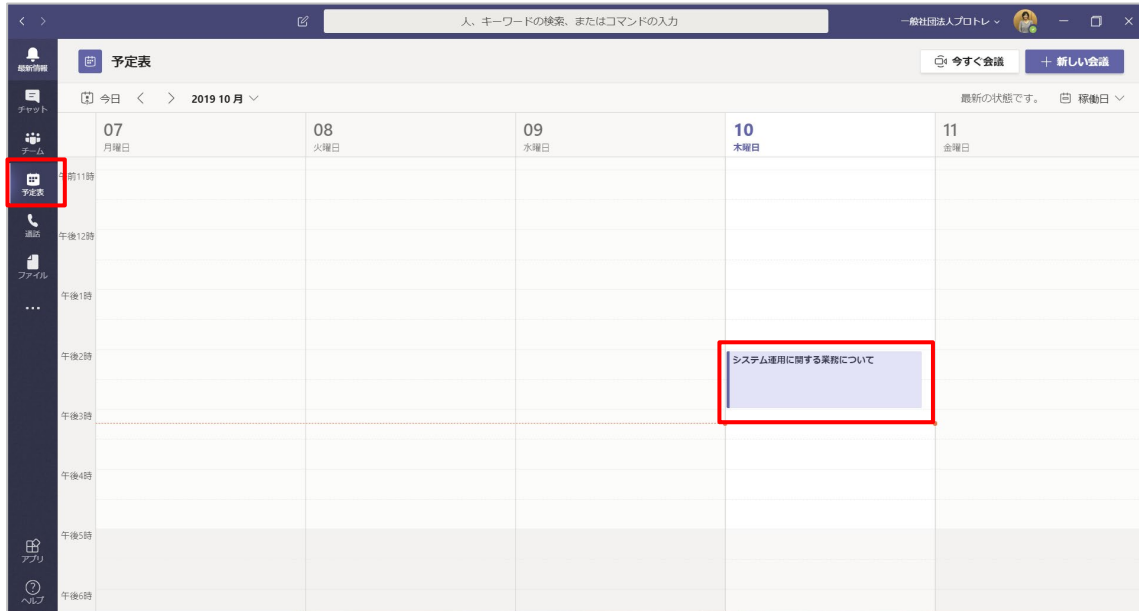 人、キーワードの検索、またはコマンドの入力
一般社団法人プロトレ
最新情報
チャット
チーム
予定表
通話
ファイル
アプリ
ヘルプ
予定表
今すぐ会議
新しい会議
今日
2019 10月
最新の状態です。
稼働日
07
月曜日
08
火曜日
09
水曜日
10
木曜日
11
金曜日
午前11時
午後12時
午後1時
午後2時
システム運用に関する業務について
午後3時
午後4時
午後5時
午後6時